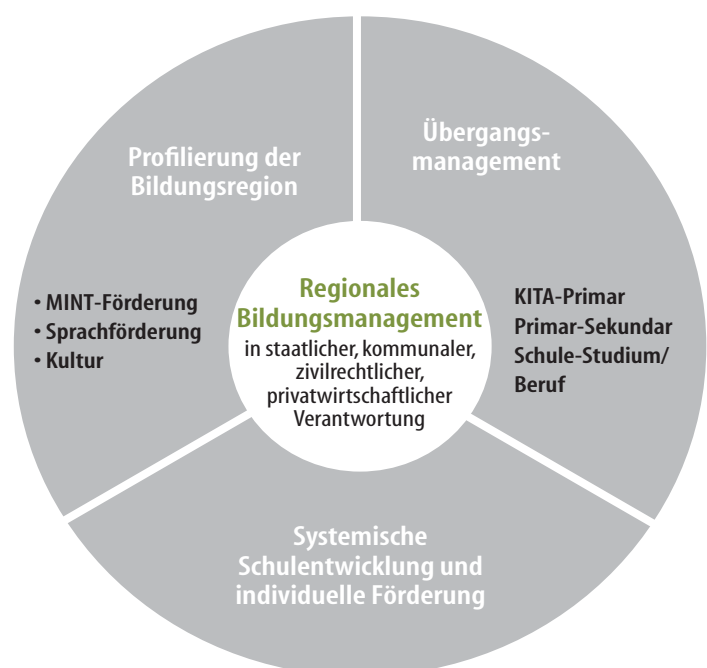 Profilierung der
Bildungsregion
• MINT-Förderung
• Sprachförderung
• Kultur
Übergangs-
management
KITA-Primar
Primar-Sekundar
Schule-Studium/
Beruf
Regionales
Bildungsmanagement
in staatlicher, kommunaler,
zivilrechtlicher,
privatwirtschaftlicher
Verantwortung
Systemische
Schulentwicklung und
individuelle Förderung